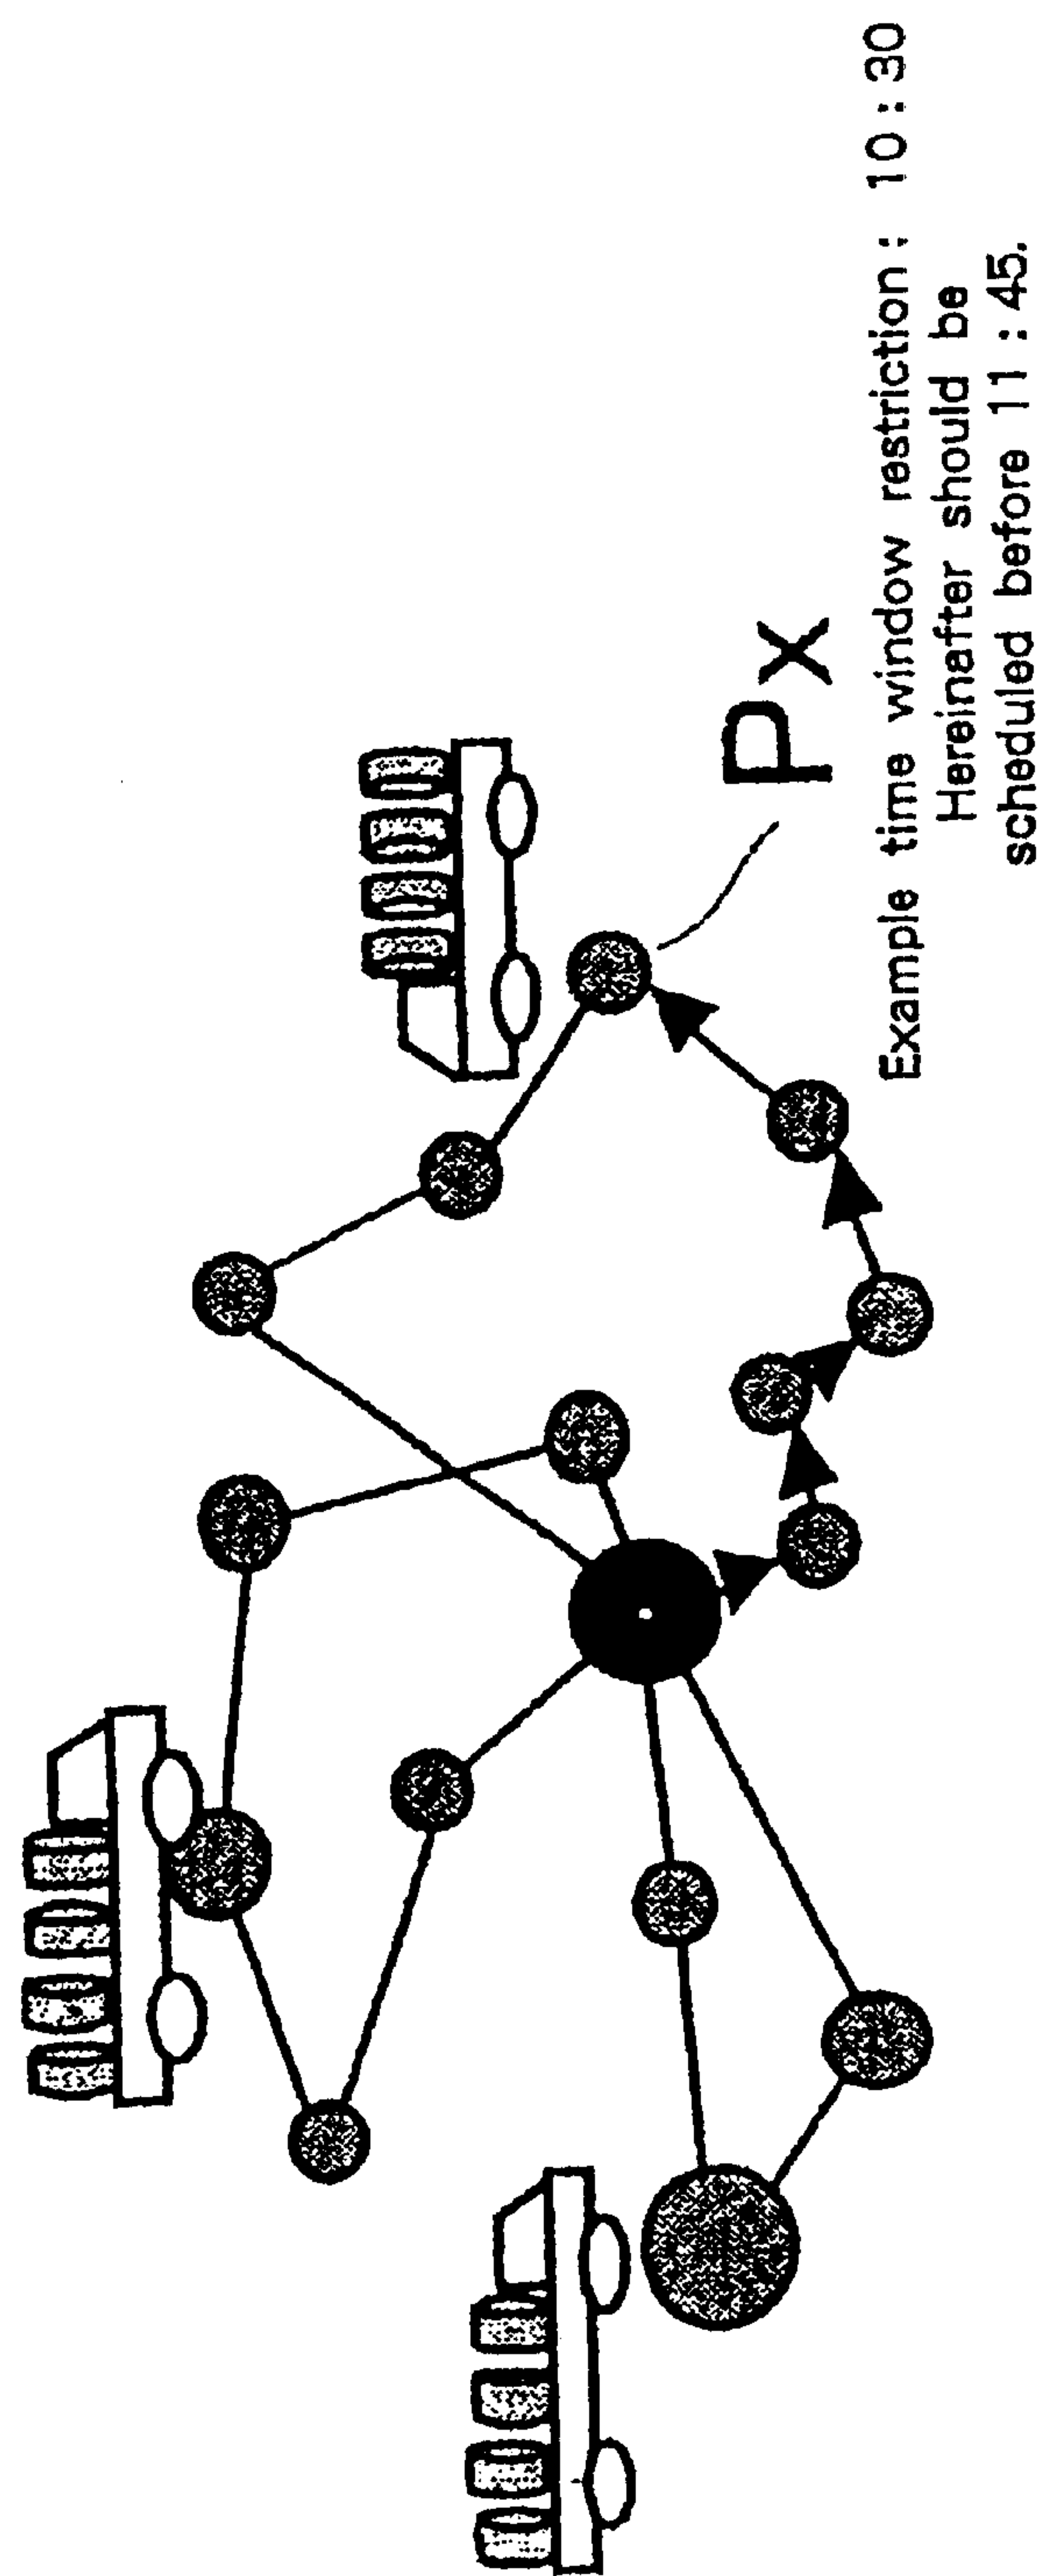 Px
Example time window restriction: 10:30
Hereinafter should be
scheduled before 11:45.